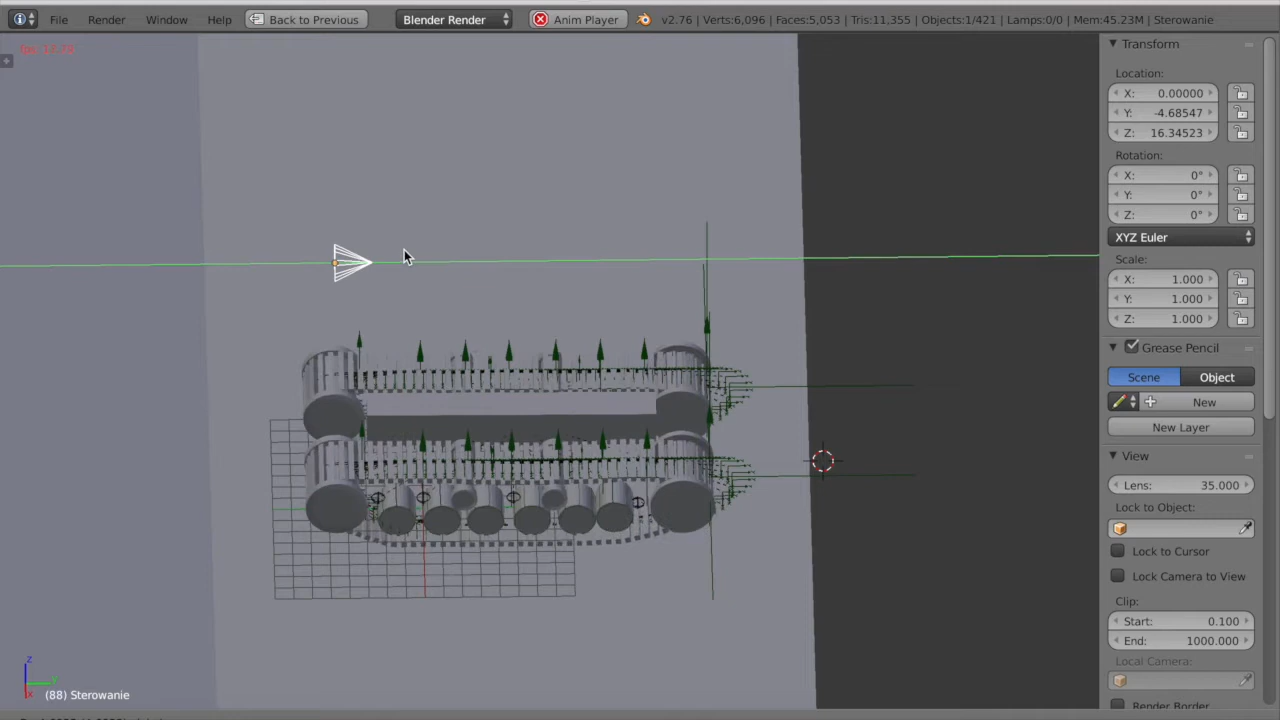 File Render Window Help Back to Previous Blender Render Anim Player v2.76 | Verts:6,096 | Faces:5,053 | Tris:11,355 | Objects:1/421 | Lamps:0/0 | Mem:45.23M | Sterowanie
Transform
Location:
X: 0.00000
Y: -4.68547
Z: 16.34523
Rotation:
X: 0°
Y: 0°
Z: 0°
XYZ Euler
Scale:
X: 1.000
Y: 1.000
Z: 1.000
Grease Pencil
Scene Object
New
New Layer
View
Lens: 35.000
Lock to Object:
Lock to Cursor
Lock Camera to View
Clip:
Start: 0.100
End: 1000.000
Local Camera:
Render Border
Z
Y
X
(88) Sterowanie